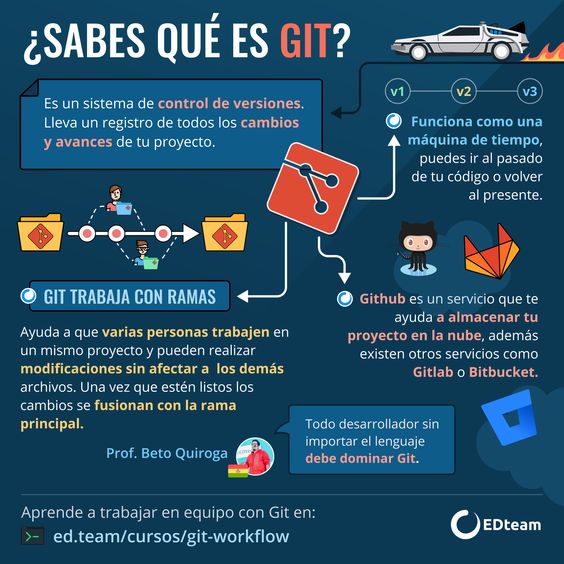 ¿SABES QUÉ ES GIT?
Es un sistema de control de versiones.
Lleva un registro de todos los cambios
y avances de tu proyecto.
v1
v2
v3
Funciona como una
máquina de tiempo,
puedes ir al pasado
de tu código o volver
al presente.
GIT TRABAJA CON RAMAS
Ayuda a que varias personas trabajen en
un mismo proyecto y pueden realizar
modificaciones sin afectar a los demás
archivos. Una vez que estén listos los
cambios se fusionan con la rama
principal.
Github es un servicio que te
ayuda a almacenar tu
proyecto en la nube, además
existen otros servicios como
Gitlab o Bitbucket.
Prof. Beto Quiroga
Todo desarrollador sin
importar el lenguaje
debe dominar Git.
Aprende a trabajar en equipo con Git en:
ed.team/cursos/git-workflow
EDteam